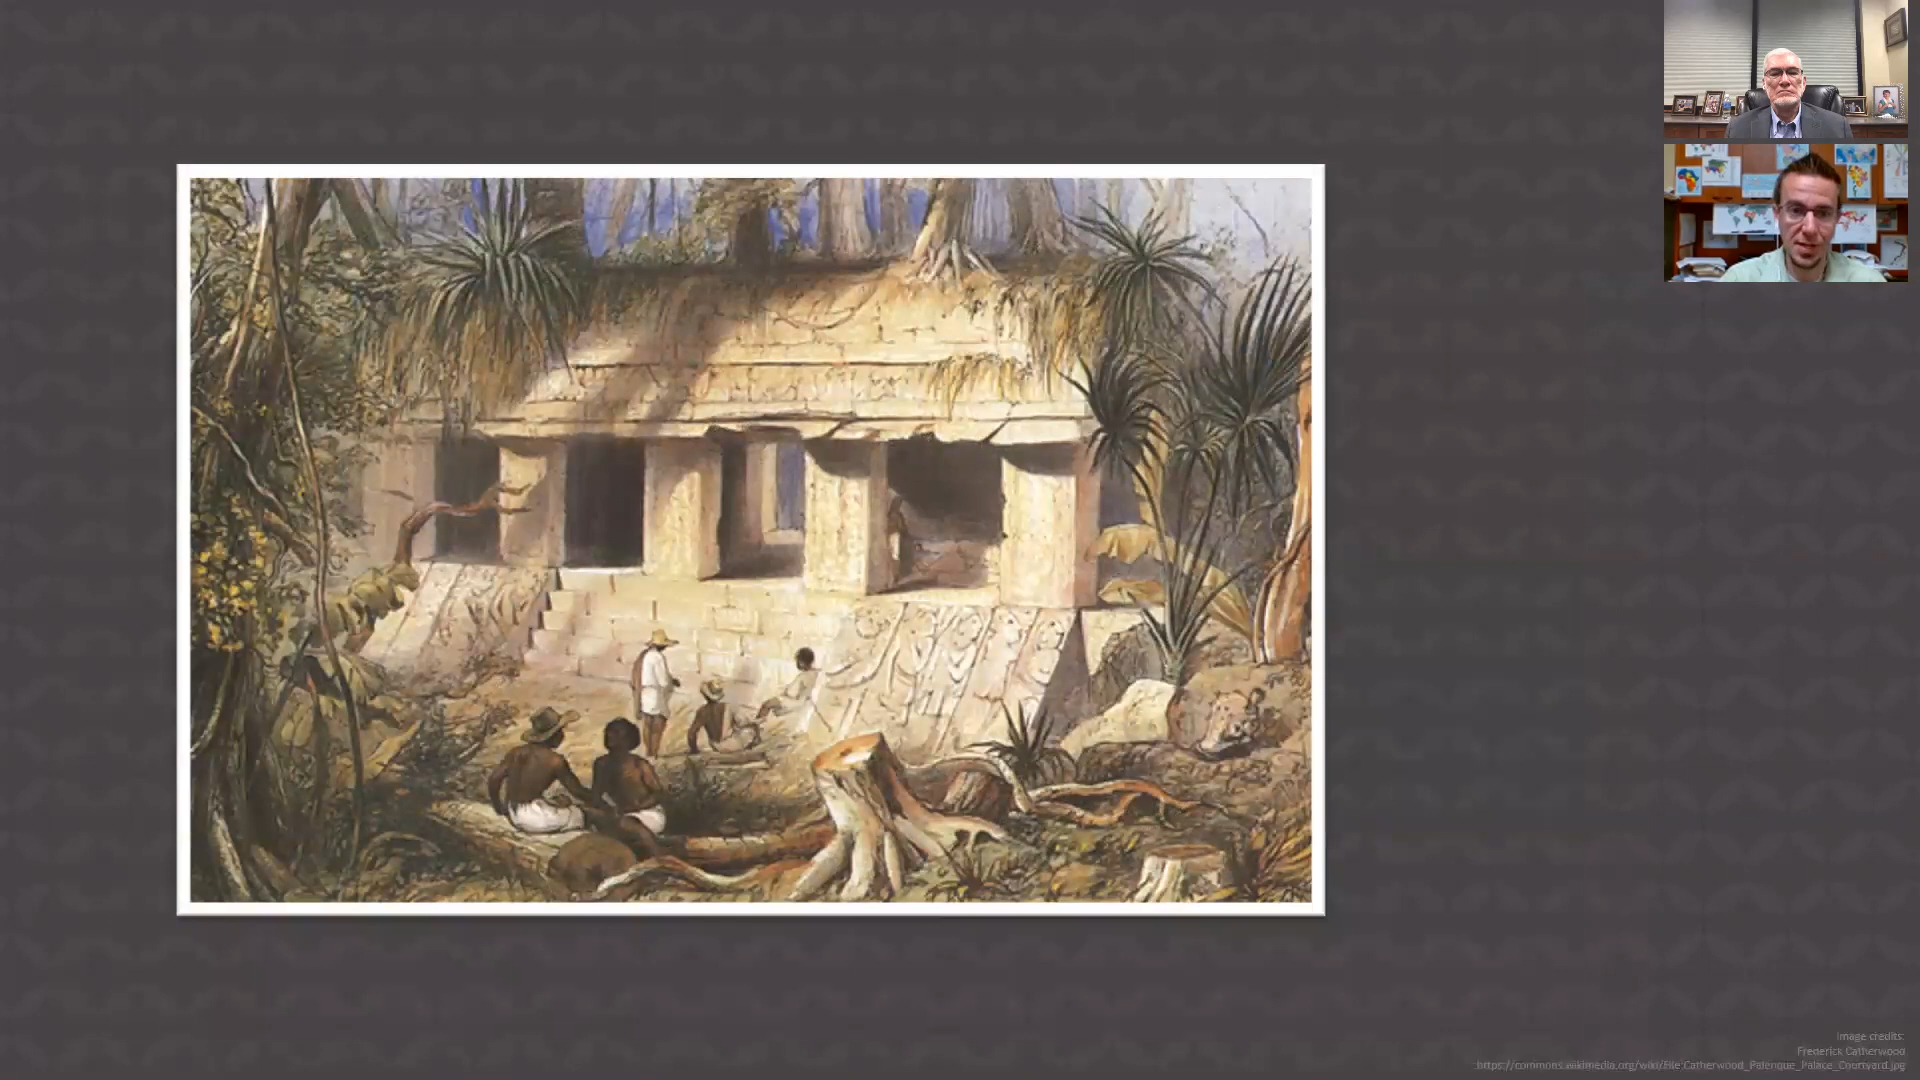 Image credits:
Frederick Catherwood
https://commons.wikimedia.org/wiki/File:Catherwood_Palenque_Palace_Courtyard.jpg